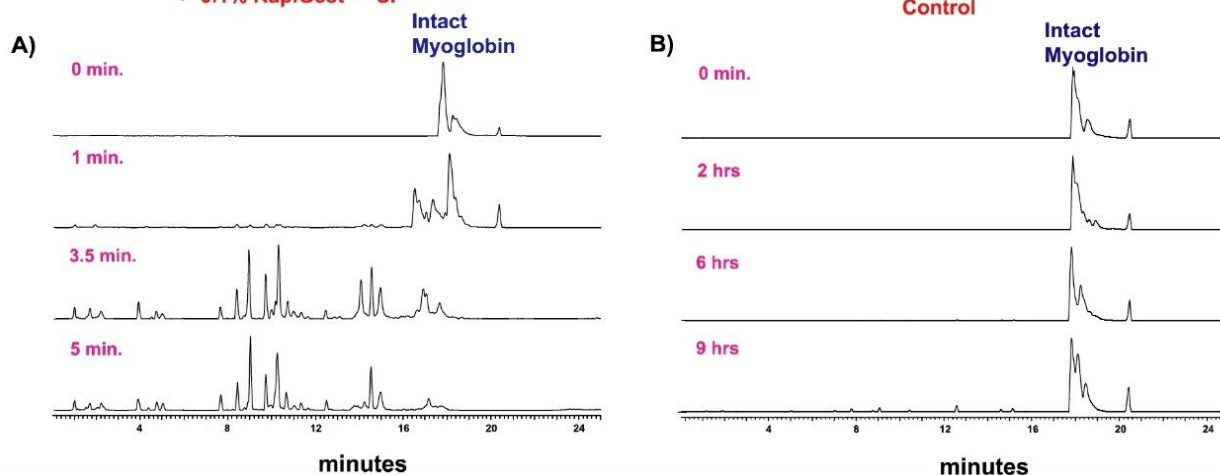 Control
A)
Intact
Myoglobin
0 min.
1 min.
3.5 min.
5 min.
4 8 12 16 20 24
minutes
B)
Intact
Myoglobin
0 min.
2 hrs
6 hrs
9 hrs
4 8 12 16 20 24
minutes